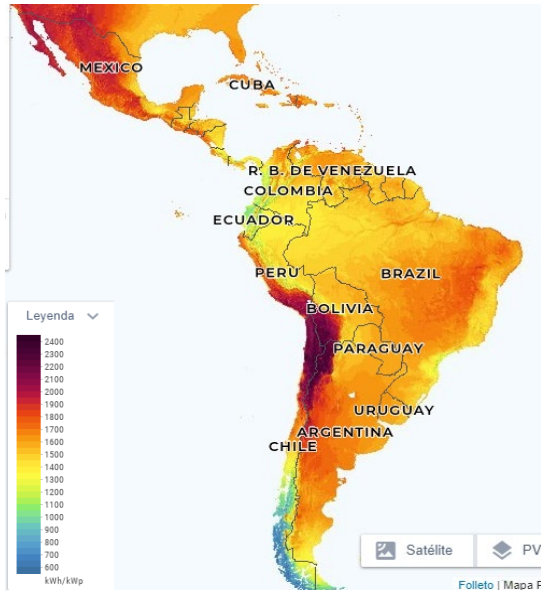 MEXICO
CUBA
R. B. DE VENEZUELA
COLOMBIA
ECUADOR
PERU
BRAZIL
BOLIVIA
PARAGUAY
URUGUAY
ARGENTINA
CHILE
Leyenda
2400
2300
2200
2100
2000
1900
1800
1700
1600
1500
1400
1300
1200
1100
1000
900
800
700
600
kWh/kWp
Satélite
PV
Folleto | Mapa P